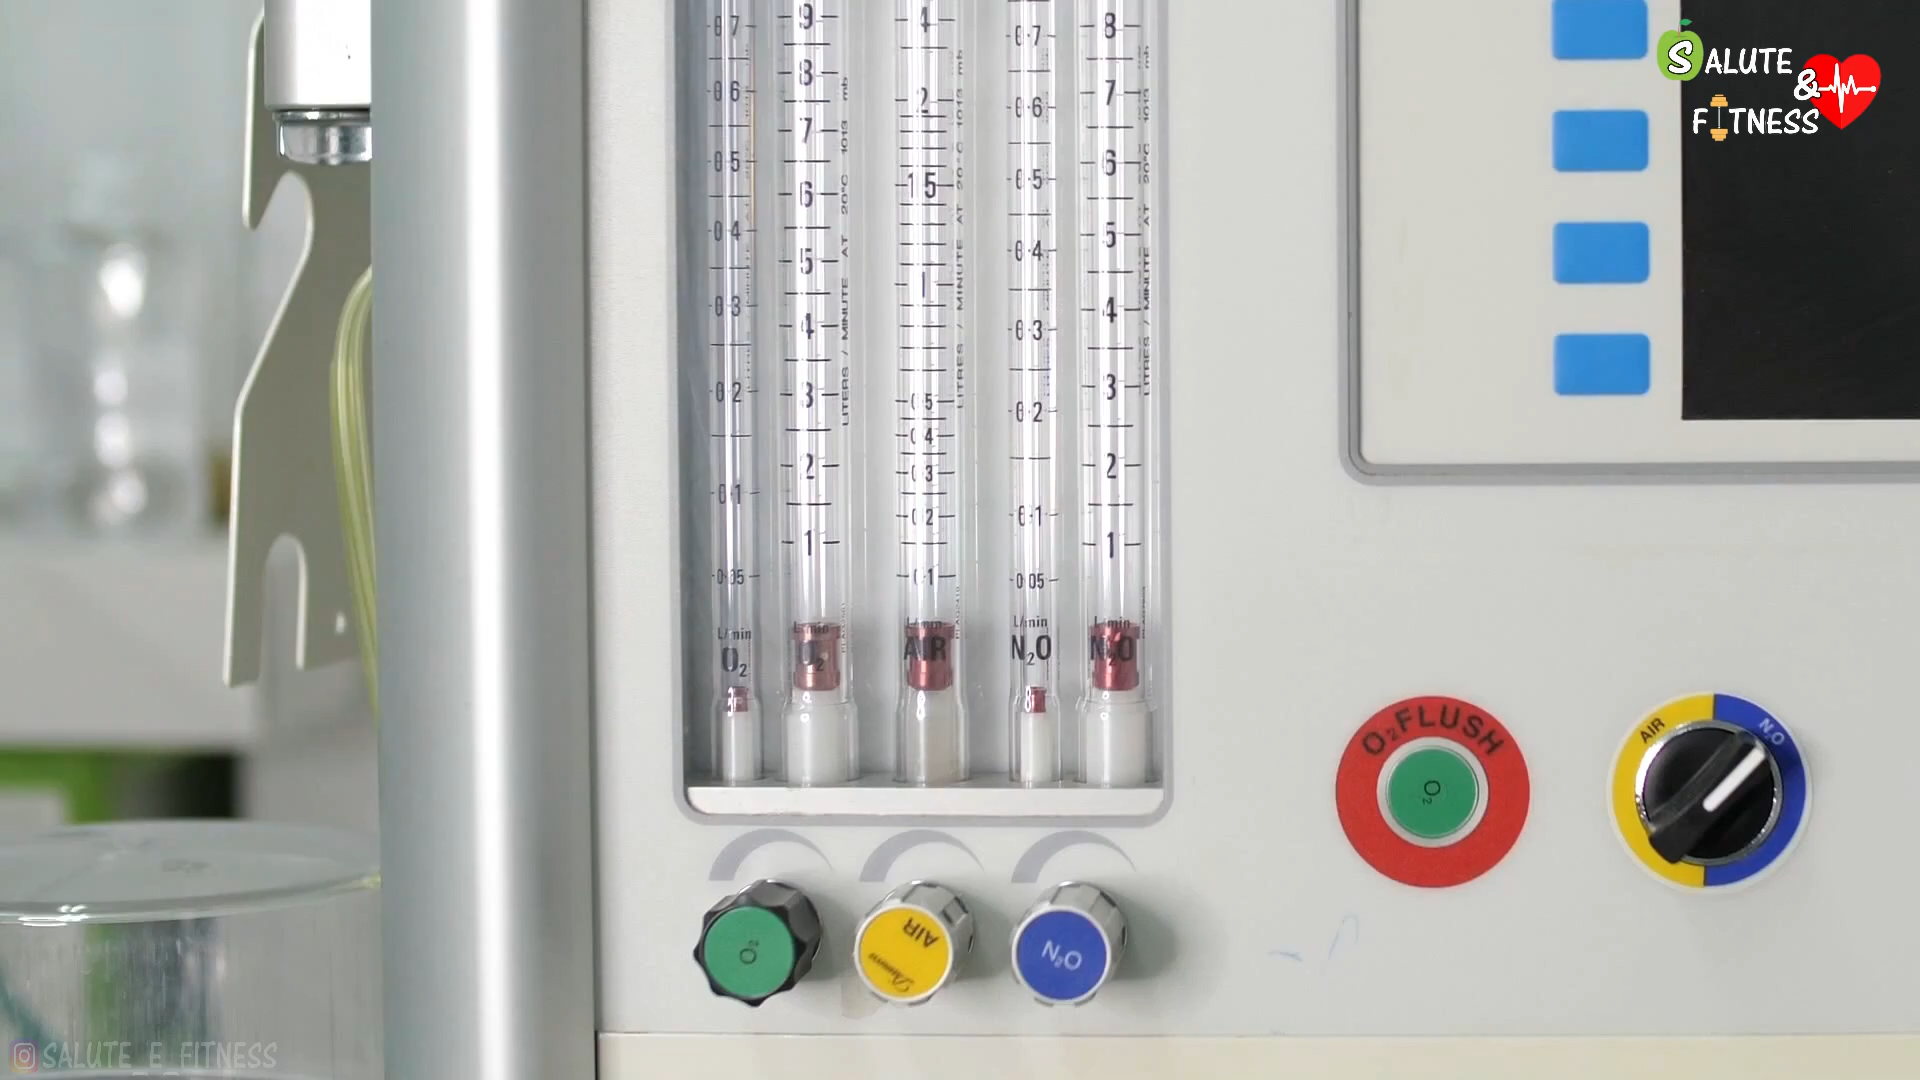 SALUTE
&
FITNESS
0.7
0.6
0.5
0.4
0.3
0.2
0.1
0.05
L/min
O2
9
8
7
6
5
4
3
2
1
L/min
O2
LITERS / MINUTE AT 20°C 1013 mb
4
2
1.5
1
0.5
0.4
0.3
0.2
0.1
L/min
AIR
LITRES / MINUTE AT 20°C 1013 mb
0.7
0.6
0.5
0.4
0.3
0.2
0.1
0.05
L/min
N2O
8
7
6
5
4
3
2
1
L/min
N2O
LITRES / MINUTE AT 20°C 1013 mb
O2 FLUSH
O2
AIR
N2O
O2
AIR
N2O
SALUTE_E_FITNESS